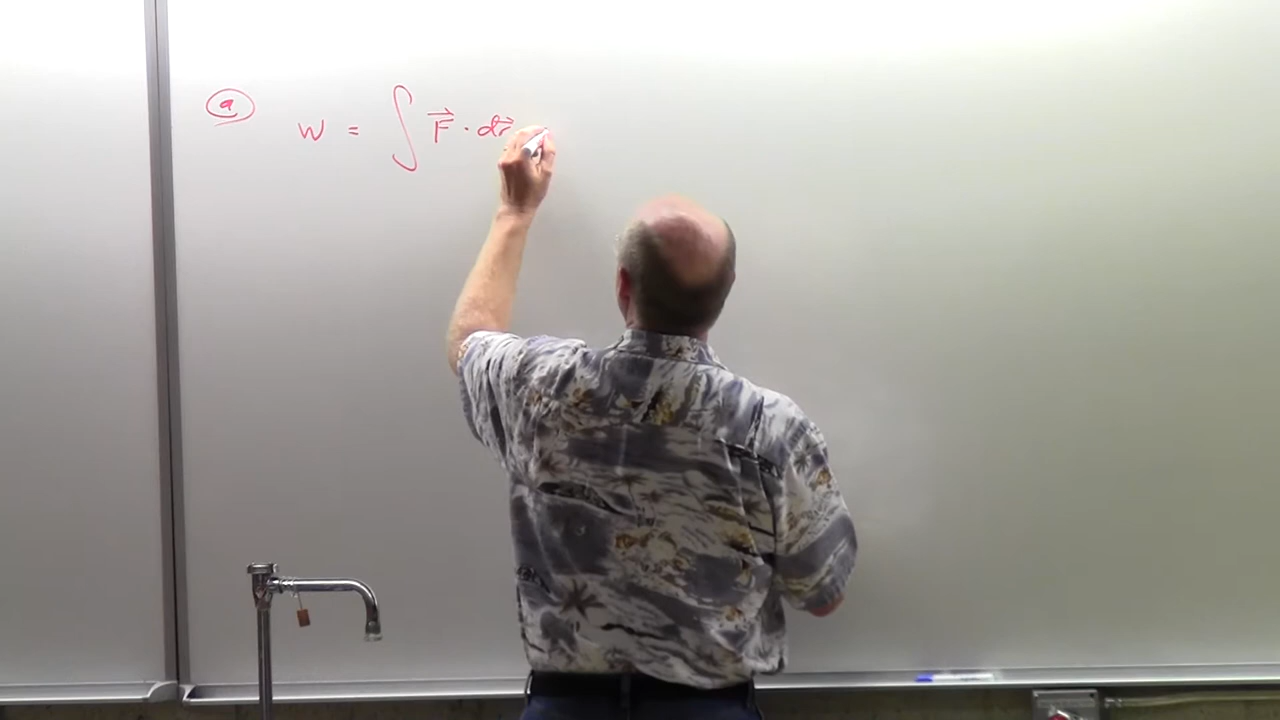 ⓐ W = ∫ F⃗ · dr⃗